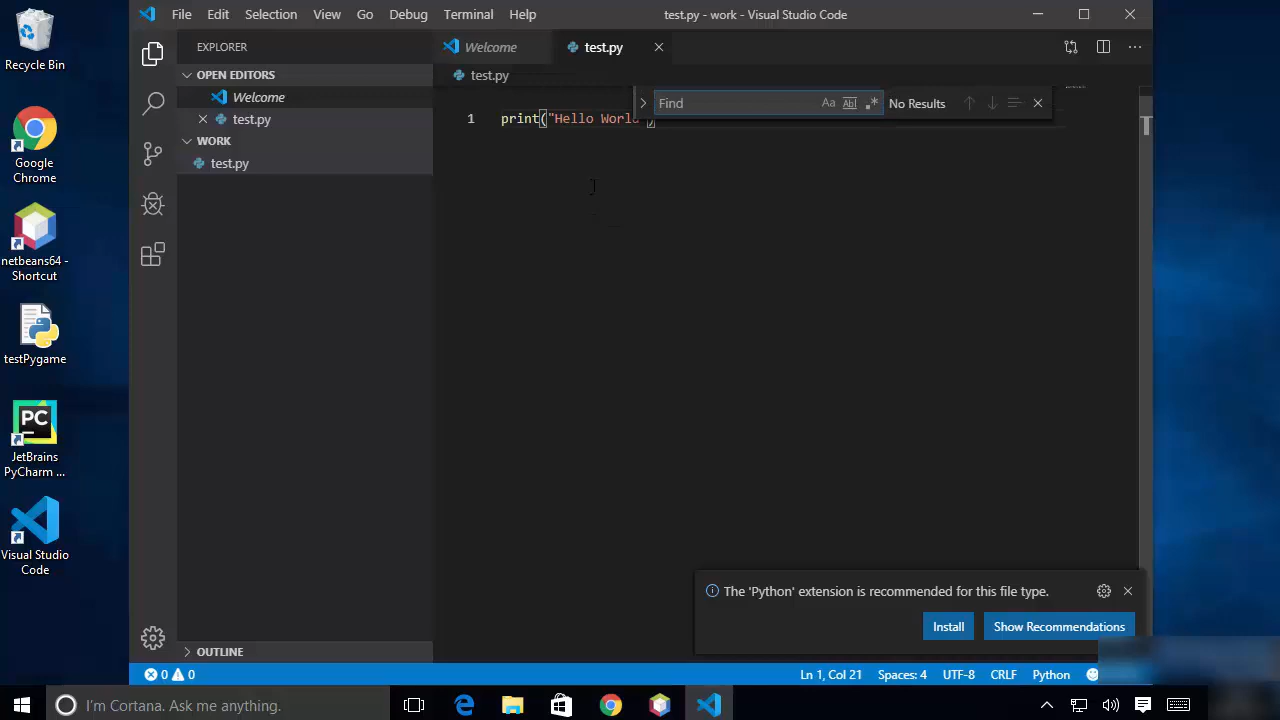 File Edit Selection View Go Debug Terminal Help
test.py - work - Visual Studio Code
Recycle Bin
Google
Chrome
netbeans64 -
Shortcut
testPygame
PC
JetBrains
PyCharm ...
Visual Studio
Code
EXPLORER
OPEN EDITORS
Welcome
test.py
WORK
test.py
OUTLINE
Welcome
test.py
test.py
Find
Aa Abl .*
No Results
1 print("Hello World")
The 'Python' extension is recommended for this file type.
Install
Show Recommendations
0 0
Ln 1, Col 21 Spaces: 4 UTF-8 CRLF Python
I'm Cortana. Ask me anything.